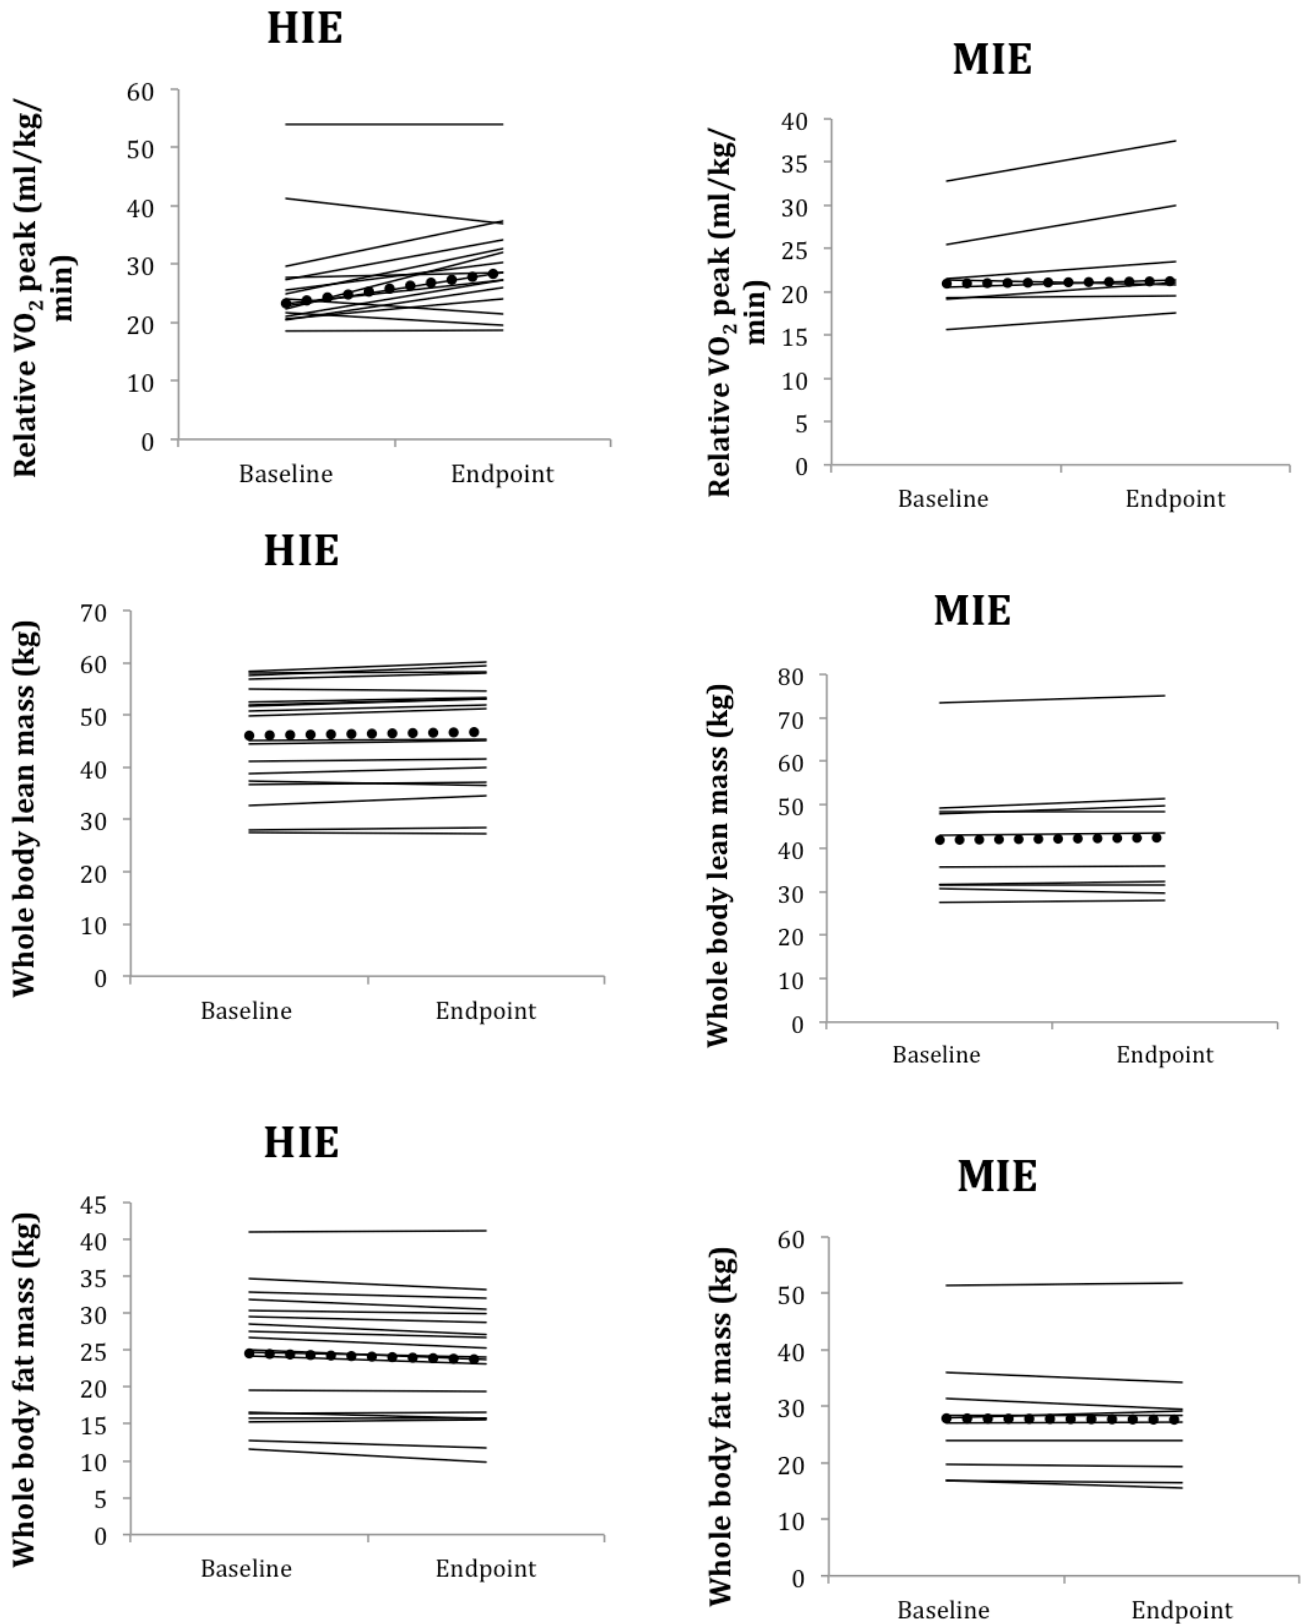 HIE
Relative VO₂ peak (ml/kg/
min)
60
50
40
30
20
10
0
Baseline
Endpoint
MIE
Relative VO₂ peak (ml/kg/
min)
40
35
30
25
20
15
10
5
0
Baseline
Endpoint
HIE
Whole body lean mass (kg)
70
60
50
40
30
20
10
0
Baseline
Endpoint
MIE
Whole body lean mass (kg)
80
70
60
50
40
30
20
10
0
Baseline
Endpoint
HIE
Whole body fat mass (kg)
45
40
35
30
25
20
15
10
5
0
Baseline
Endpoint
MIE
Whole body fat mass (kg)
60
50
40
30
20
10
0
Baseline
Endpoint